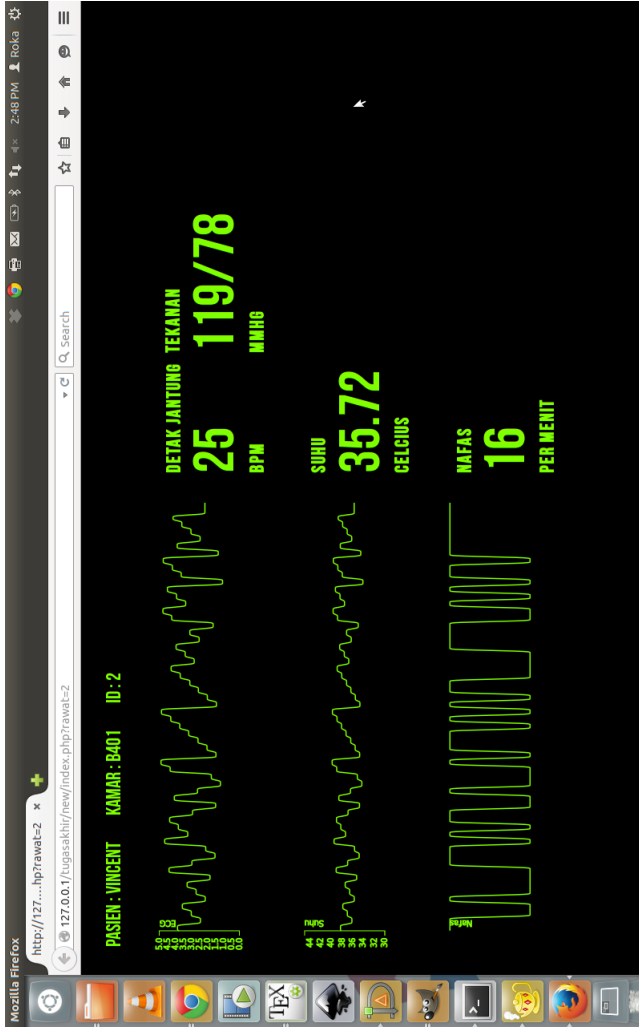 Mozilla Firefox
2:48 PM Roka
http://127....hp?rawat=2 ×
127.0.0.1/tugasakhir/new/index.php?rawat=2
Search
PASIEN : VINCENT KAMAR : B401 ID : 2
ECG
5.0
4.5
4.0
3.5
3.0
2.5
2.0
1.5
1.0
0.5
0.0
DETAK JANTUNG
25
BPM
TEKANAN
119/78
MMHG
Suhu
44
42
40
38
36
34
32
30
SUHU
35.72
CELCIUS
Nafas
NAFAS
16
PER MENIT
TEX